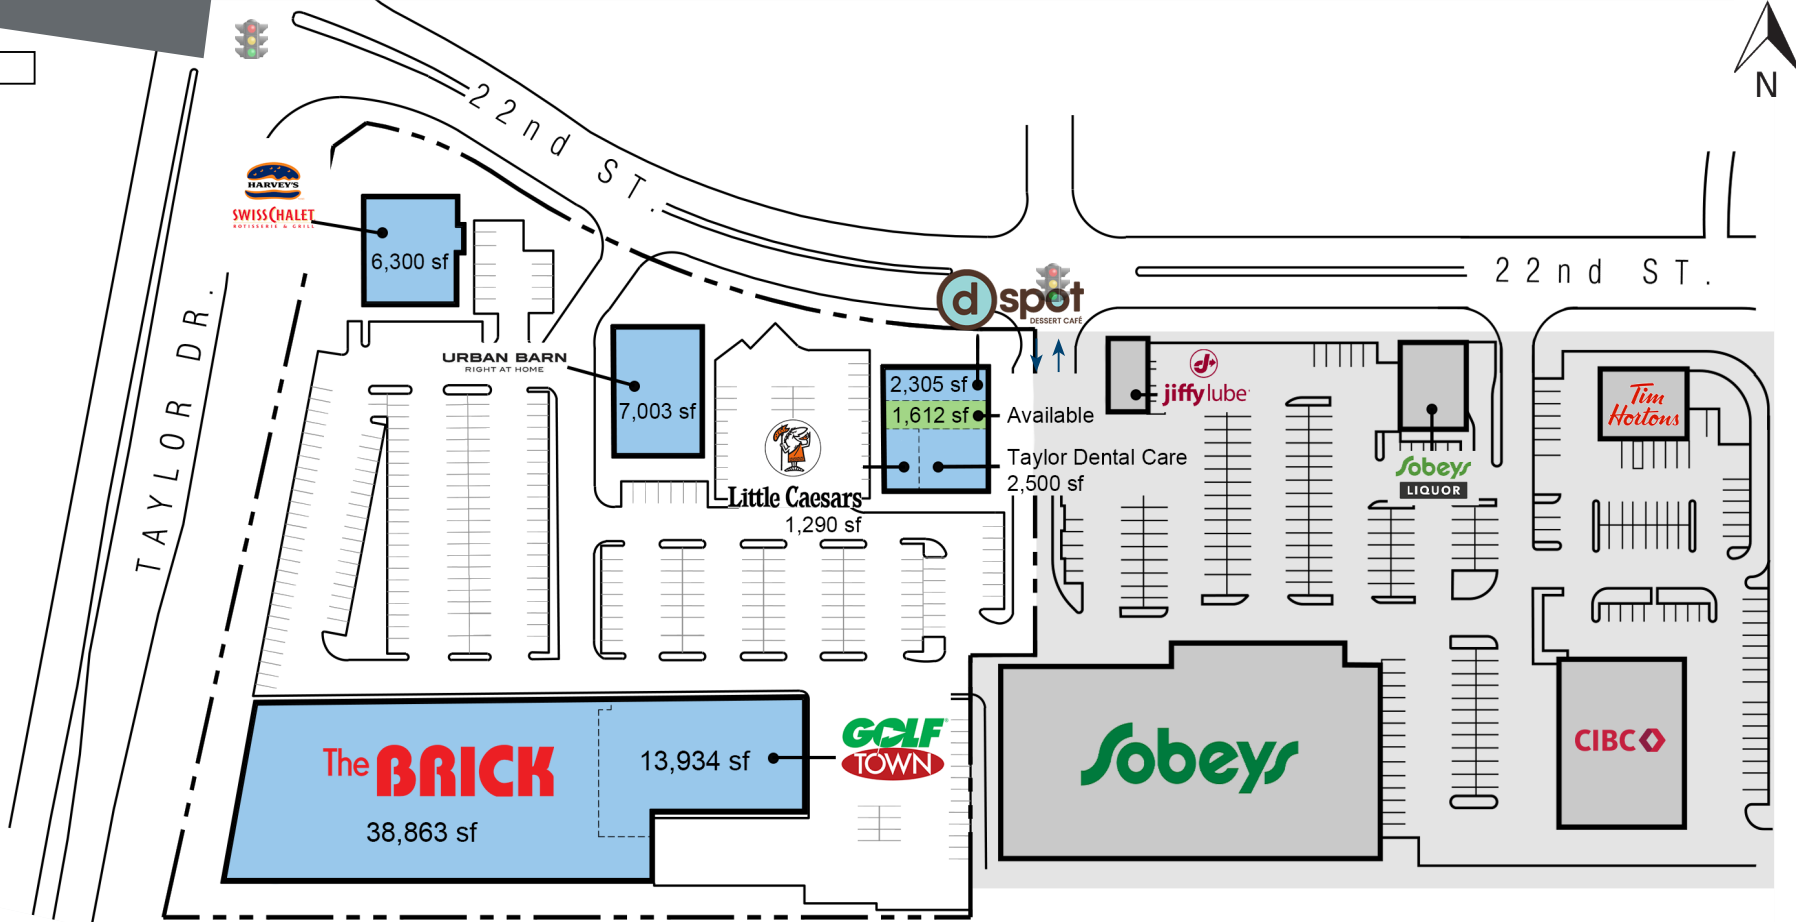 N
22nd ST.
HARVEY'S
SWISS CHALET
ROTISSERIE & GRILL
6,300 sf
TAYLOR DR.
22nd ST.
d spot
DESSERT CAFÉ
URBAN BARN
RIGHT AT HOME
7,003 sf
2,305 sf
1,612 sf
Available
Taylor Dental Care
2,500 sf
Little Caesars
1,290 sf
jiffy lube
Sobeys
LIQUOR
Tim
Hortons
The BRICK
38,863 sf
13,934 sf
GOLF
TOWN
Sobeys
CIBC